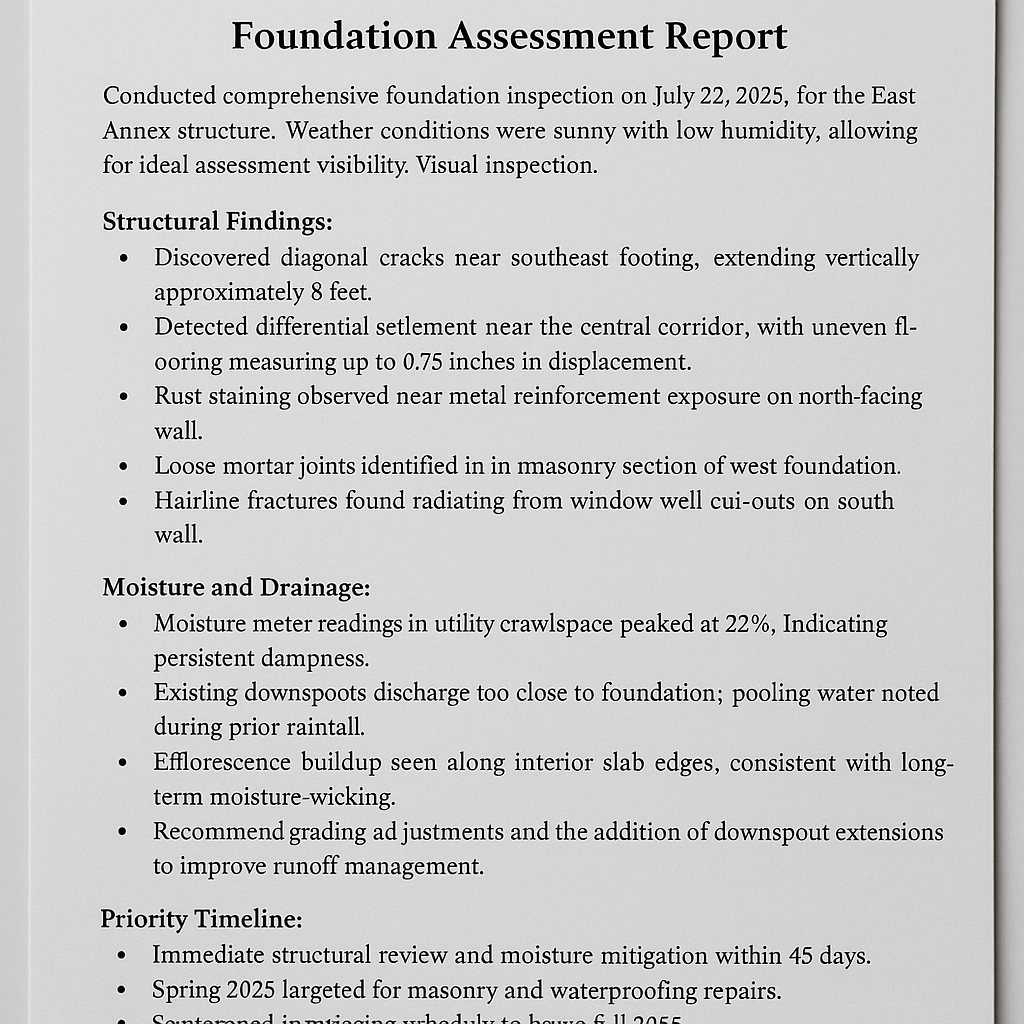 Foundation Assessment Report
Conducted comprehensive foundation inspection on July 22, 2025, for the East
Annex structure. Weather conditions were sunny with low humidity, allowing
for ideal assessment visibility. Visual inspection.
Structural Findings:
• Discovered diagonal cracks near southeast footing, extending vertically
approximately 8 feet.
• Detected differential setlement near the central corridor, with uneven fl-
ooring measuring up to 0.75 inches in displacement.
• Rust staining observed near metal reinforcement exposure on north-facing
wall.
• Loose mortar joints identified in in masonry section of west foundation.
• Hairline fractures found radiating from window well cui-outs on south
wall.
Moisture and Drainage:
• Moisture meter readings in utility crawlspace peaked at 22%, Indicating
persistent dampness.
• Existing downspoots discharge too close to foundation; pooling water noted
during prior rainfall.
• Efflorescence buildup seen along interior slab edges, consistent with long-
term moisture-wicking.
• Recommend grading ad justments and the addition of downspout extensions
to improve runoff management.
Priority Timeline:
• Immediate structural review and moisture mitigation within 45 days.
• Spring 2025 largeted for masonry and waterproofing repairs.